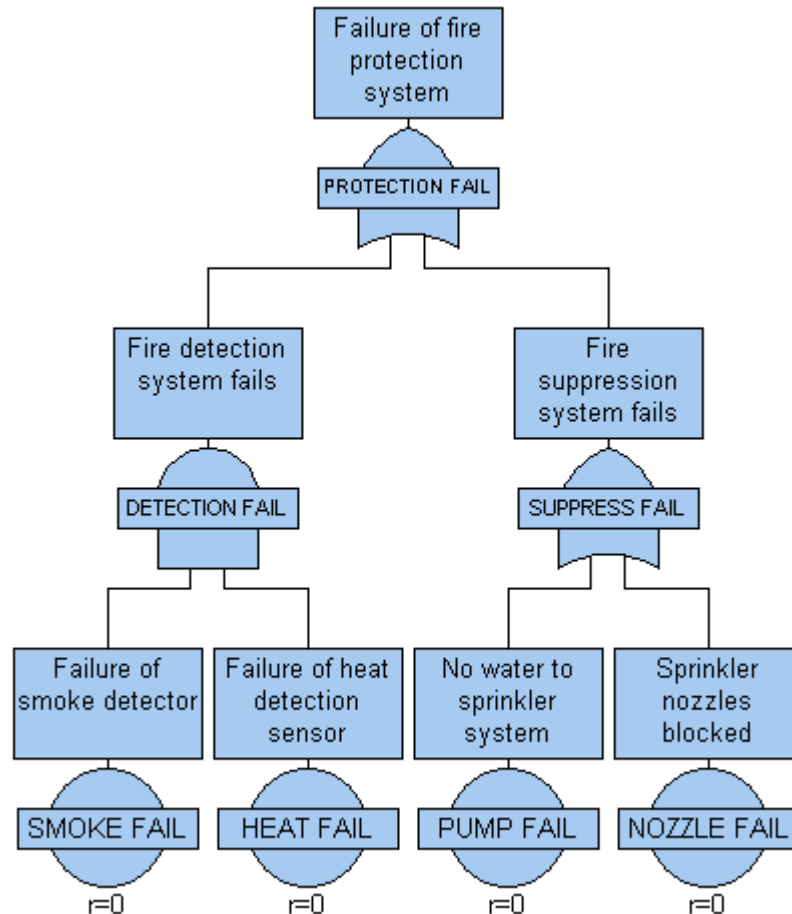 Failure of fire
protection
system
PROTECTION FAIL
Fire detection
system fails
Fire
suppression
system fails
DETECTION FAIL
SUPPRESS FAIL
Failure of
smoke detector
Failure of heat
detection
sensor
No water to
sprinkler
system
Sprinkler
nozzles
blocked
SMOKE FAIL
HEAT FAIL
PUMP FAIL
NOZZLE FAIL
r=0
r=0
r=0
r=0